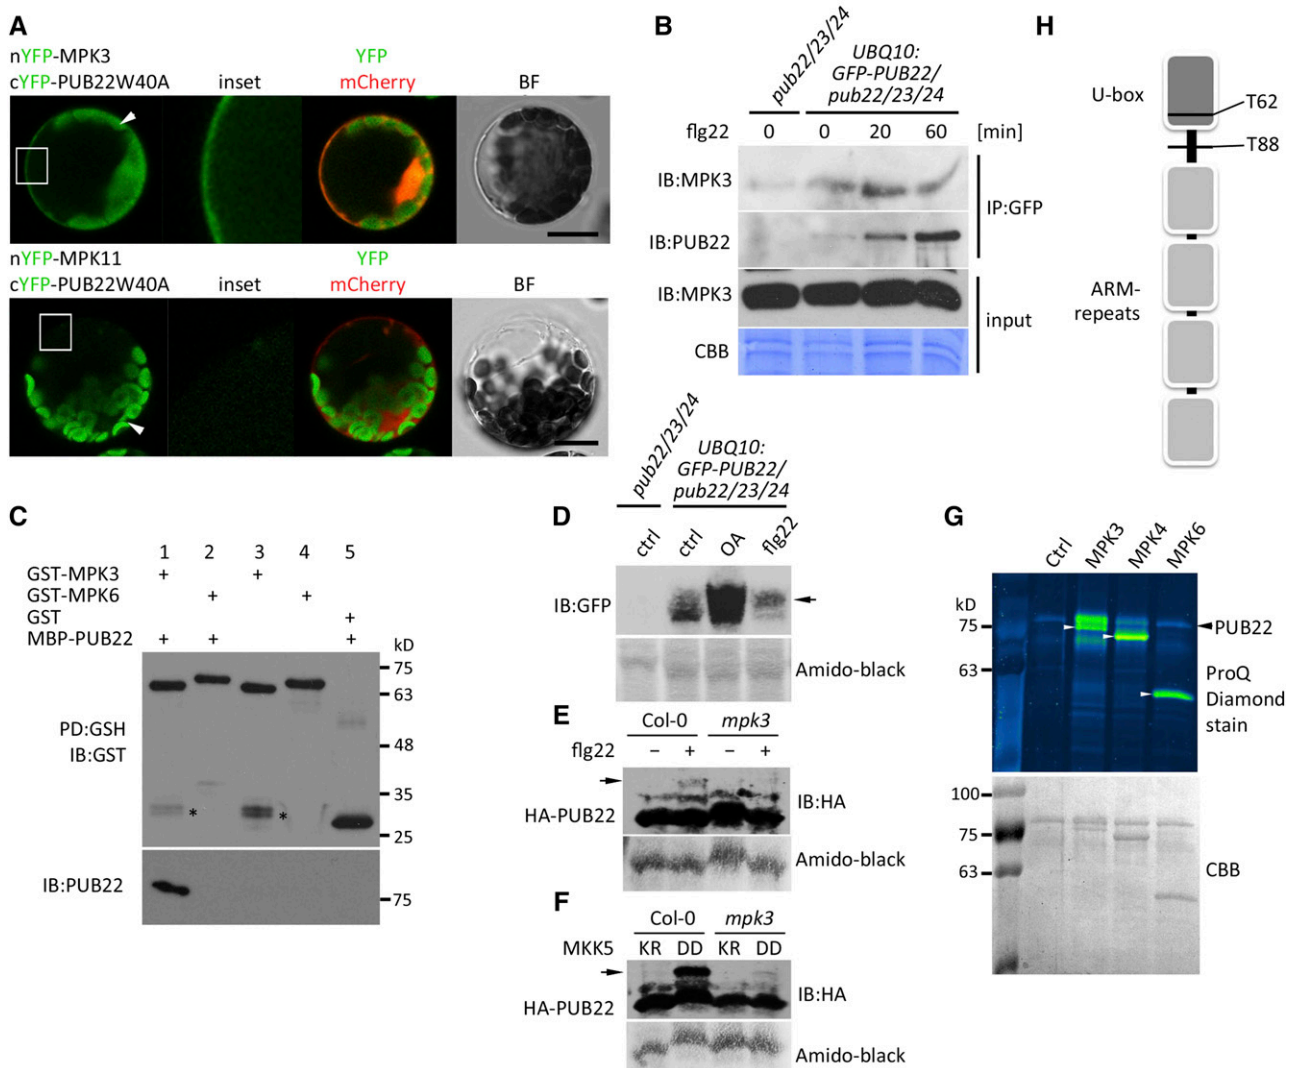 A
nYFP-MPK3
YFP
cYFP-PUB22W40A
inset
mCherry
BF
nYFP-MPK11
YFP
cYFP-PUB22W40A
inset
mCherry
BF
B
pub22/23/24
UBQ10:
GFP-PUB22/
pub22/23/24
flg22 0 0 20 60 [min]
IB:MPK3
IB:PUB22
IP:GFP
IB:MPK3
CBB
input
H
U-box
T62
T88
ARM-
repeats
C
1 2 3 4 5
GST-MPK3 + +
GST-MPK6 + +
GST +
MBP-PUB22 + + +
kD
75
63
48
35
25
PD:GSH
IB:GST
* *
IB:PUB22
75
D
pub22/23/24
UBQ10:
GFP-PUB22/
pub22/23/24
ctrl ctrl OA flg22
IB:GFP
Amido-black
E
Col-0 mpk3
flg22 − + − +
HA-PUB22
IB:HA
Amido-black
F
Col-0 mpk3
MKK5 KR DD KR DD
HA-PUB22
IB:HA
Amido-black
G
Ctrl MPK3 MPK4 MPK6
kD
75
63
PUB22
ProQ
Diamond
stain
100
75
63
CBB